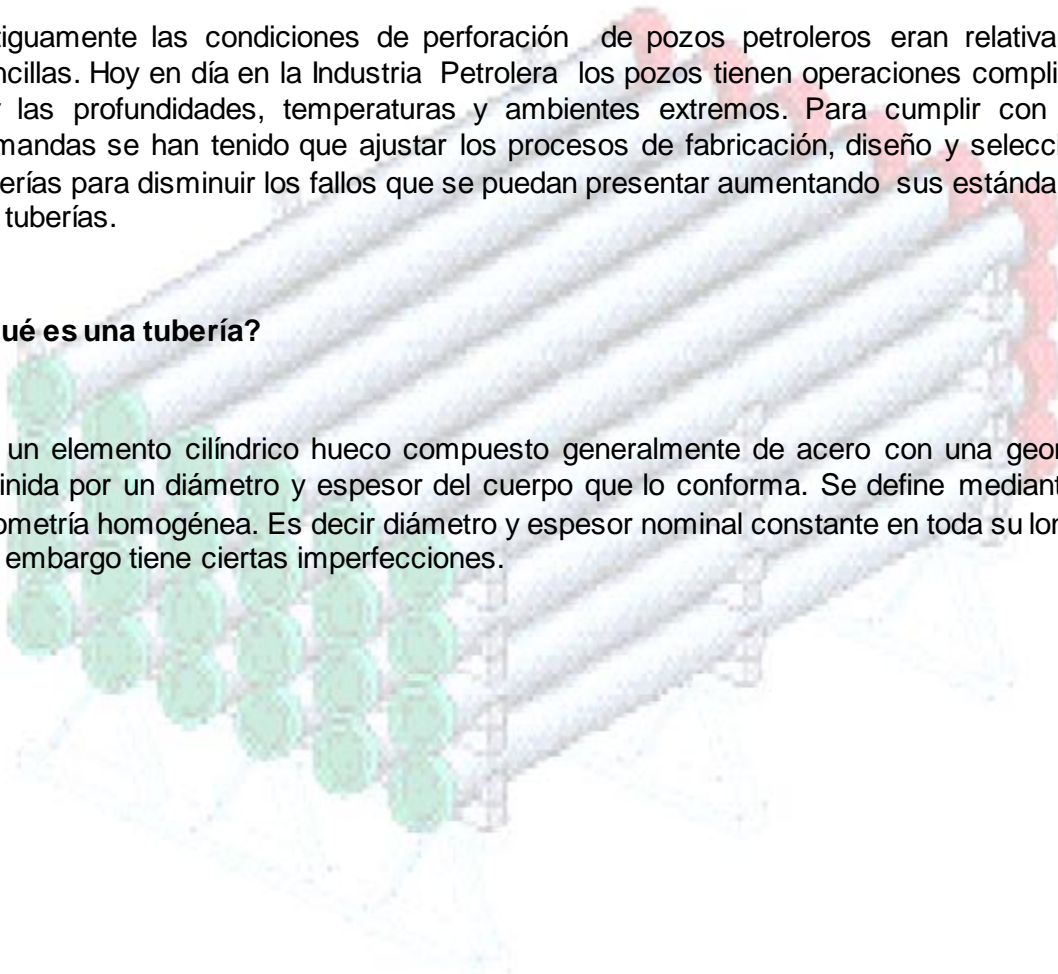 tiguamente las condiciones de perforación de pozos petroleros eran relativa
ncillas. Hoy en día en la Industria Petrolera los pozos tienen operaciones compli
las profundidades, temperaturas y ambientes extremos. Para cumplir con
mandas se han tenido que ajustar los procesos de fabricación, diseño y selecci
erías para disminuir los fallos que se puedan presentar aumentando sus estánda
tuberías.
ué es una tubería?
un elemento cilíndrico hueco compuesto generalmente de acero con una geo
inida por un diámetro y espesor del cuerpo que lo conforma. Se define mediant
ometría homogénea. Es decir diámetro y espesor nominal constante en toda su lon
embargo tiene ciertas imperfecciones.